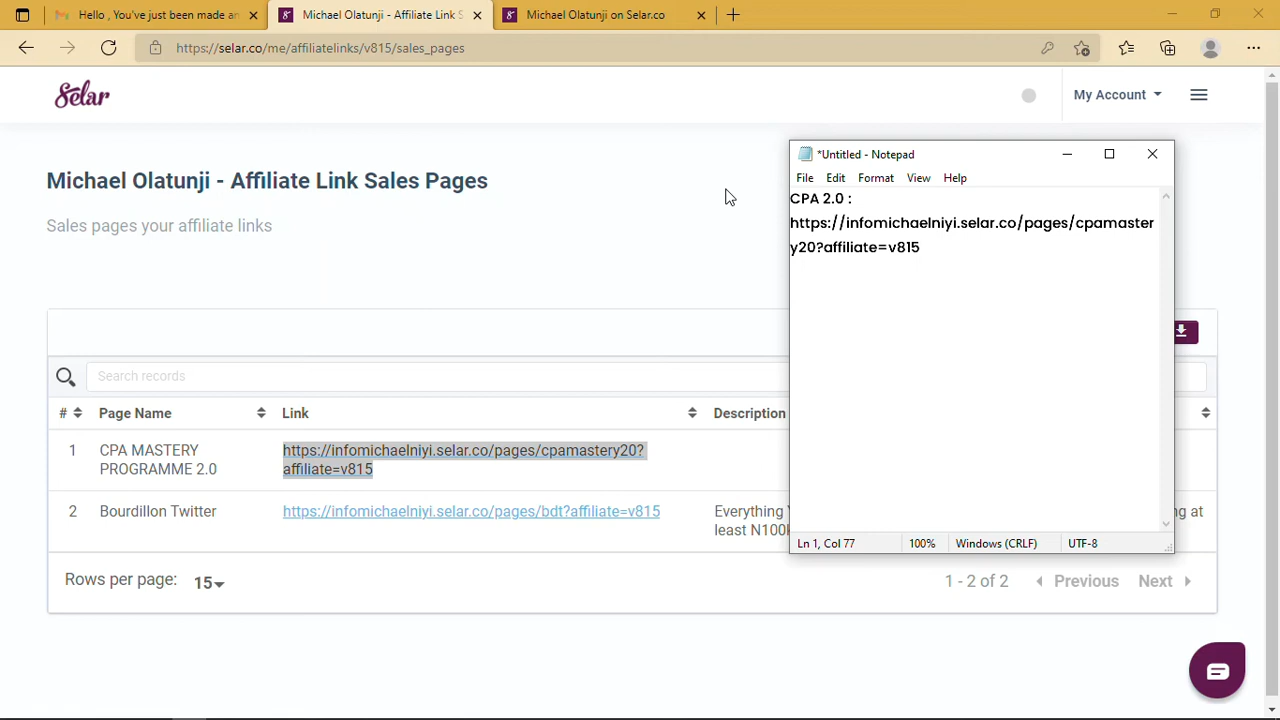 Hello , You've just been made an
Michael Olatunji - Affiliate Link S
Michael Olatunji on Selar.co
https://selar.co/me/affiliatelinks/v815/sales_pages
Selar
My Account
Michael Olatunji - Affiliate Link Sales Pages
Sales pages your affiliate links
*Untitled - Notepad
File Edit Format View Help
CPA 2.0 :
https://infomichaelniyi.selar.co/pages/cpamaster
y20?affiliate=v815
Ln 1, Col 77 100% Windows (CRLF) UTF-8
Search records
# Page Name Link Description
1 CPA MASTERY PROGRAMME 2.0 https://infomichaelniyi.selar.co/pages/cpamastery20?
affiliate=v815
2 Bourdillon Twitter https://infomichaelniyi.selar.co/pages/bdt?affiliate=v815 Everything ng at
least N100k
Rows per page: 15 1 - 2 of 2 Previous Next